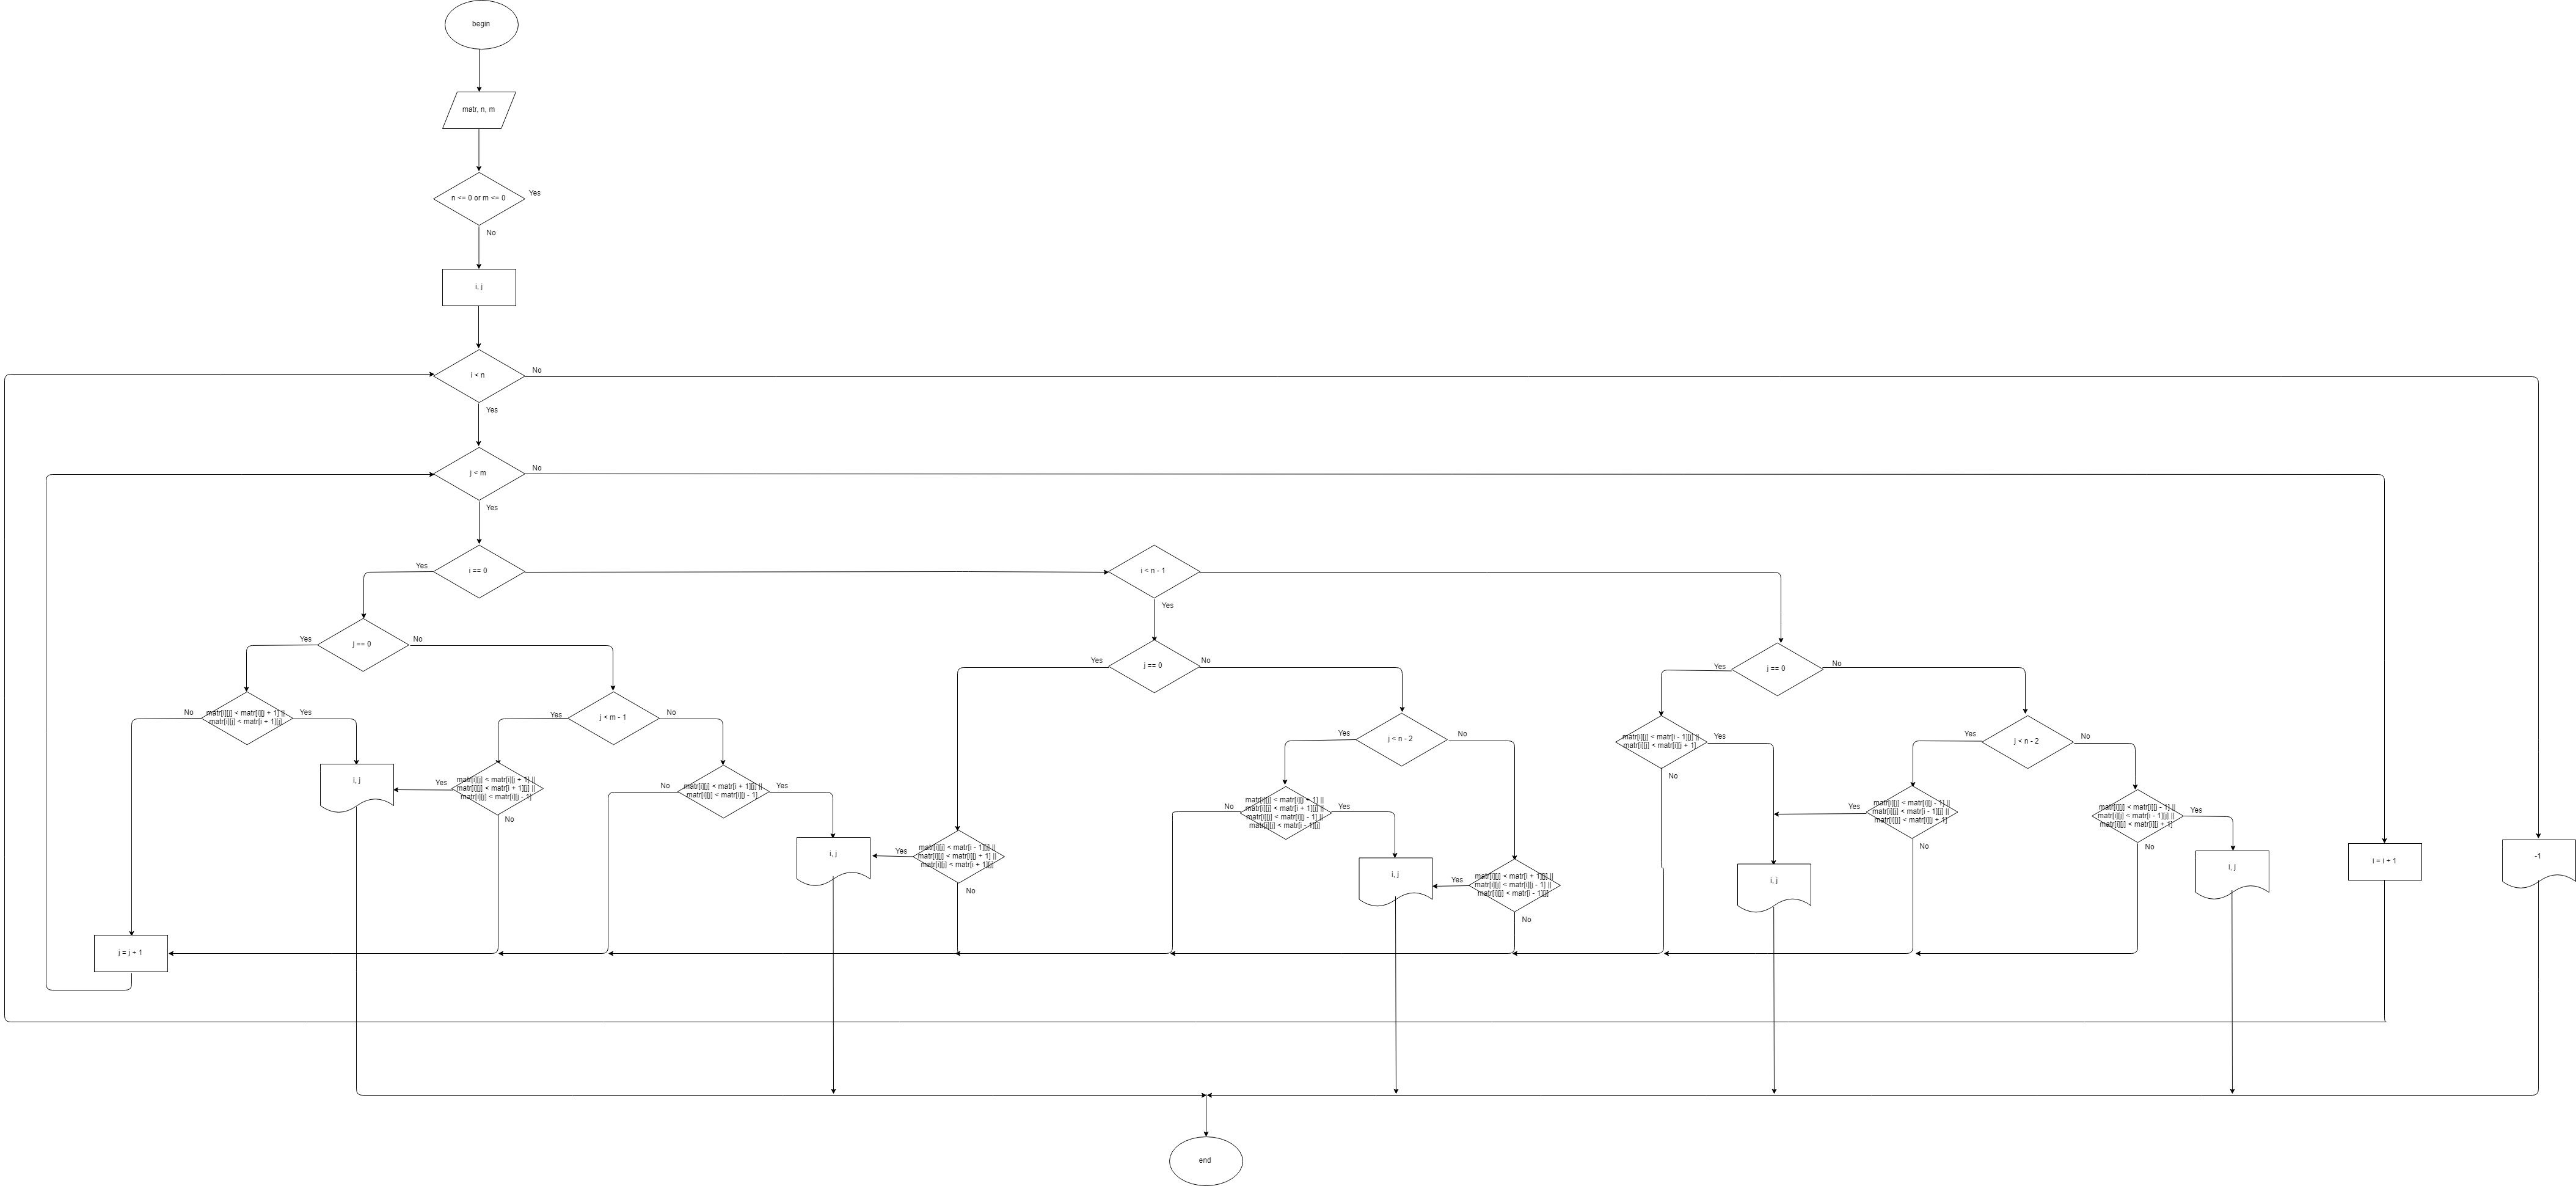 begin
matr, n, m
n <= 0 or m <= 0
Yes
No
i, j
i < n
No
Yes
j < m
No
Yes
i == 0
Yes
i < n - 1
Yes
j == 0
Yes
No
j == 0
Yes
No
j == 0
Yes
No
matr[i][j] < matr[i][j + 1] ||
matr[i][j] < matr[i + 1][j]
No
Yes
j < m - 1
Yes
No
j < n - 2
Yes
No
matr[i][j] < matr[i - 1][j] ||
matr[i][j] < matr[i][j + 1]
Yes
No
j < n - 2
Yes
No
i, j
Yes
matr[i][j] < matr[i][j + 1] ||
matr[i][j] < matr[i + 1][j] ||
matr[i][j] < matr[i][j - 1]
No
No
matr[i][j] < matr[i + 1][j] ||
matr[i][j] < matr[i][j - 1]
Yes
i, j
Yes
matr[i][j] < matr[i - 1][j] ||
matr[i][j] < matr[i][j + 1] ||
matr[i][j] < matr[i + 1][j]
No
No
matr[i][j] < matr[i][j + 1] ||
matr[i][j] < matr[i + 1][j] ||
matr[i][j] < matr[i][j - 1] ||
matr[i][j] < matr[i - 1][j]
Yes
i, j
Yes
matr[i][j] < matr[i + 1][j] ||
matr[i][j] < matr[i][j - 1] ||
matr[i][j] < matr[i - 1][j]
No
i, j
Yes
matr[i][j] < matr[i][j - 1] ||
matr[i][j] < matr[i - 1][j] ||
matr[i][j] < matr[i][j + 1]
No
matr[i][j] < matr[i][j - 1] ||
matr[i][j] < matr[i - 1][j] ||
matr[i][j] < matr[i][j + 1]
Yes
No
i, j
i = i + 1
-1
j = j + 1
end